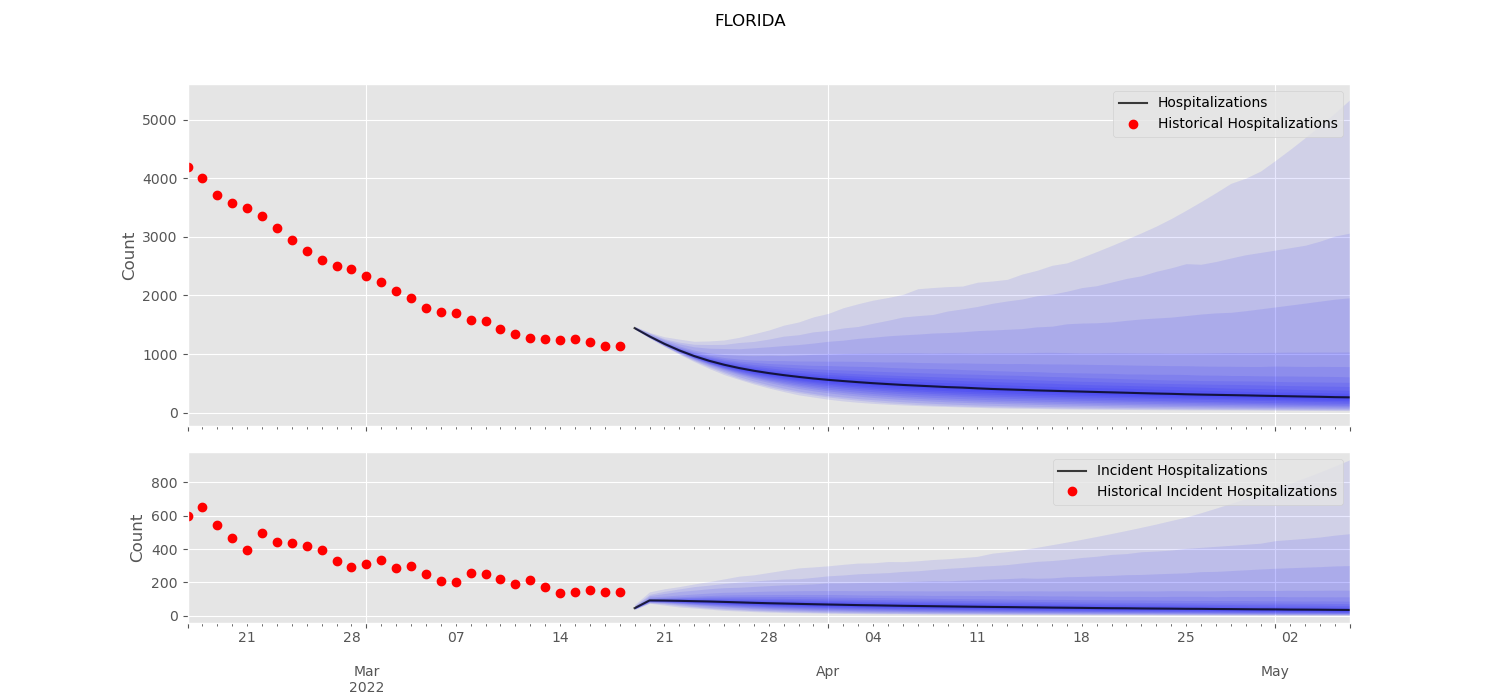 FLORIDA
Hospitalizations
Historical Hospitalizations
Count
5000
4000
3000
2000
1000
0
Incident Hospitalizations
Historical Incident Hospitalizations
Count
800
600
400
200
0
21 28 07 14 21 28 04 11 18 25 02
Mar Apr May
2022